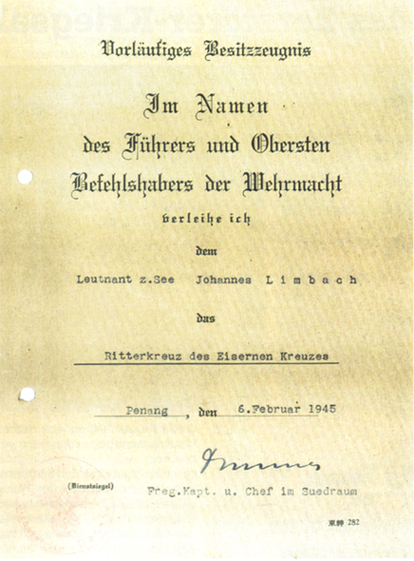 Vorläufiges Besitzzeugnis
Im Namen
des Führers und Obersten
Befehlshabers der Wehrmacht
verleihe ich
dem
Leutnant z.See Johannes L i m b a c h
das
Ritterkreuz des Eisernen Kreuzes
Penang , den 6.Februar 1945
(Dienstsiegel)
Freg.Kapt. u. Chef im Suedraum
282